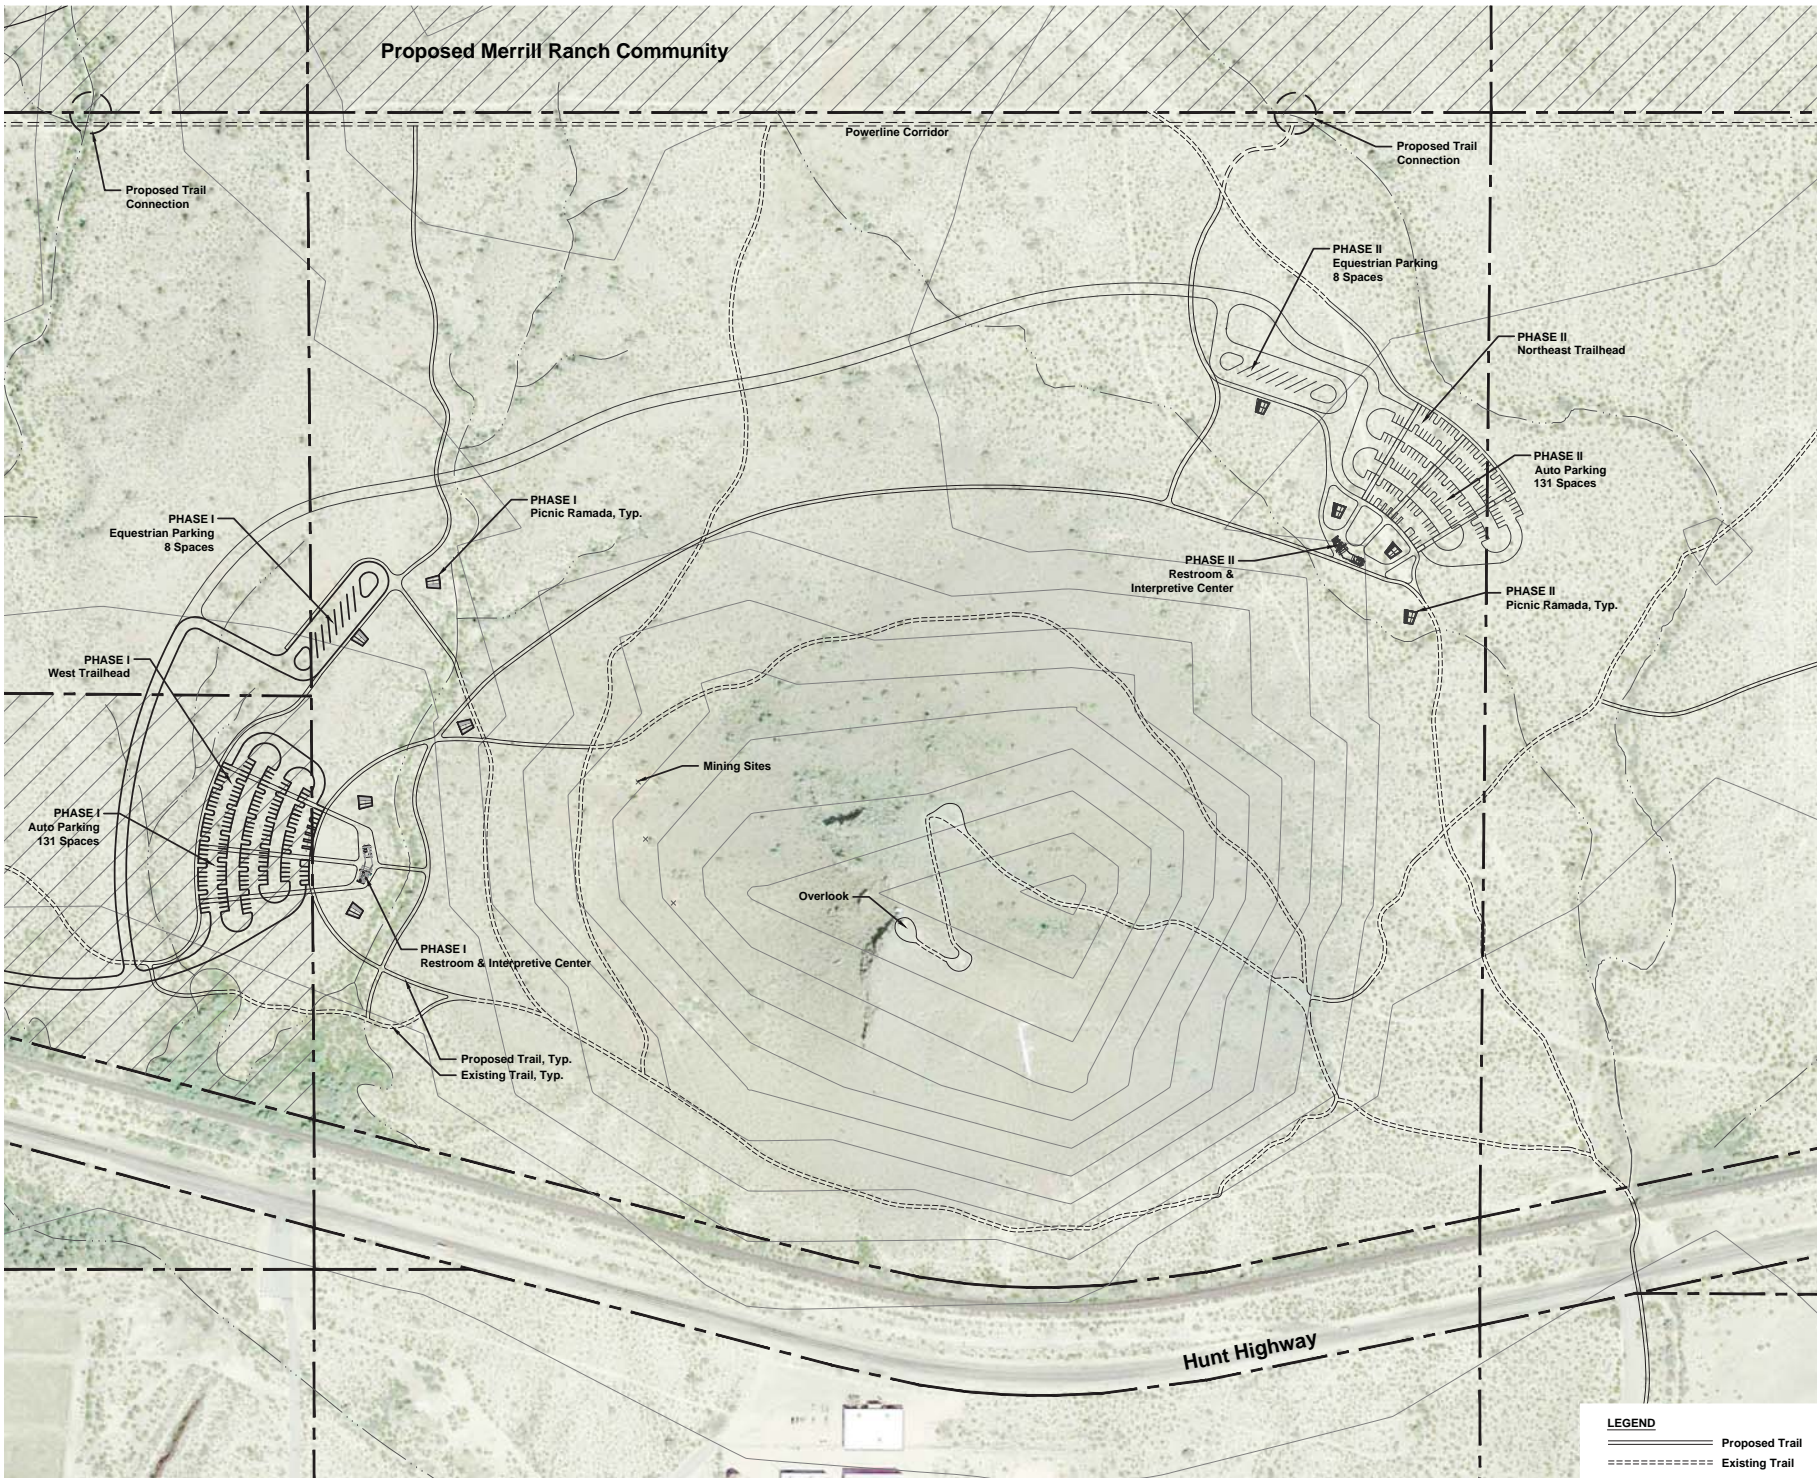 Proposed Merrill Ranch Community
Powerline Corridor
Proposed Trail
Connection
Proposed Trail
Connection
PHASE II
Equestrian Parking
8 Spaces
PHASE II
Northeast Trailhead
PHASE II
Auto Parking
131 Spaces
PHASE I
Picnic Ramada, Typ.
PHASE I
Equestrian Parking
8 Spaces
PHASE II
Restroom &
Interpretive Center
PHASE II
Picnic Ramada, Typ.
PHASE I
West Trailhead
Mining Sites
PHASE I
Auto Parking
131 Spaces
Overlook
PHASE I
Restroom & Interpretive Center
Proposed Trail, Typ.
Existing Trail, Typ.
Hunt Highway
LEGEND
Proposed Trail
Existing Trail